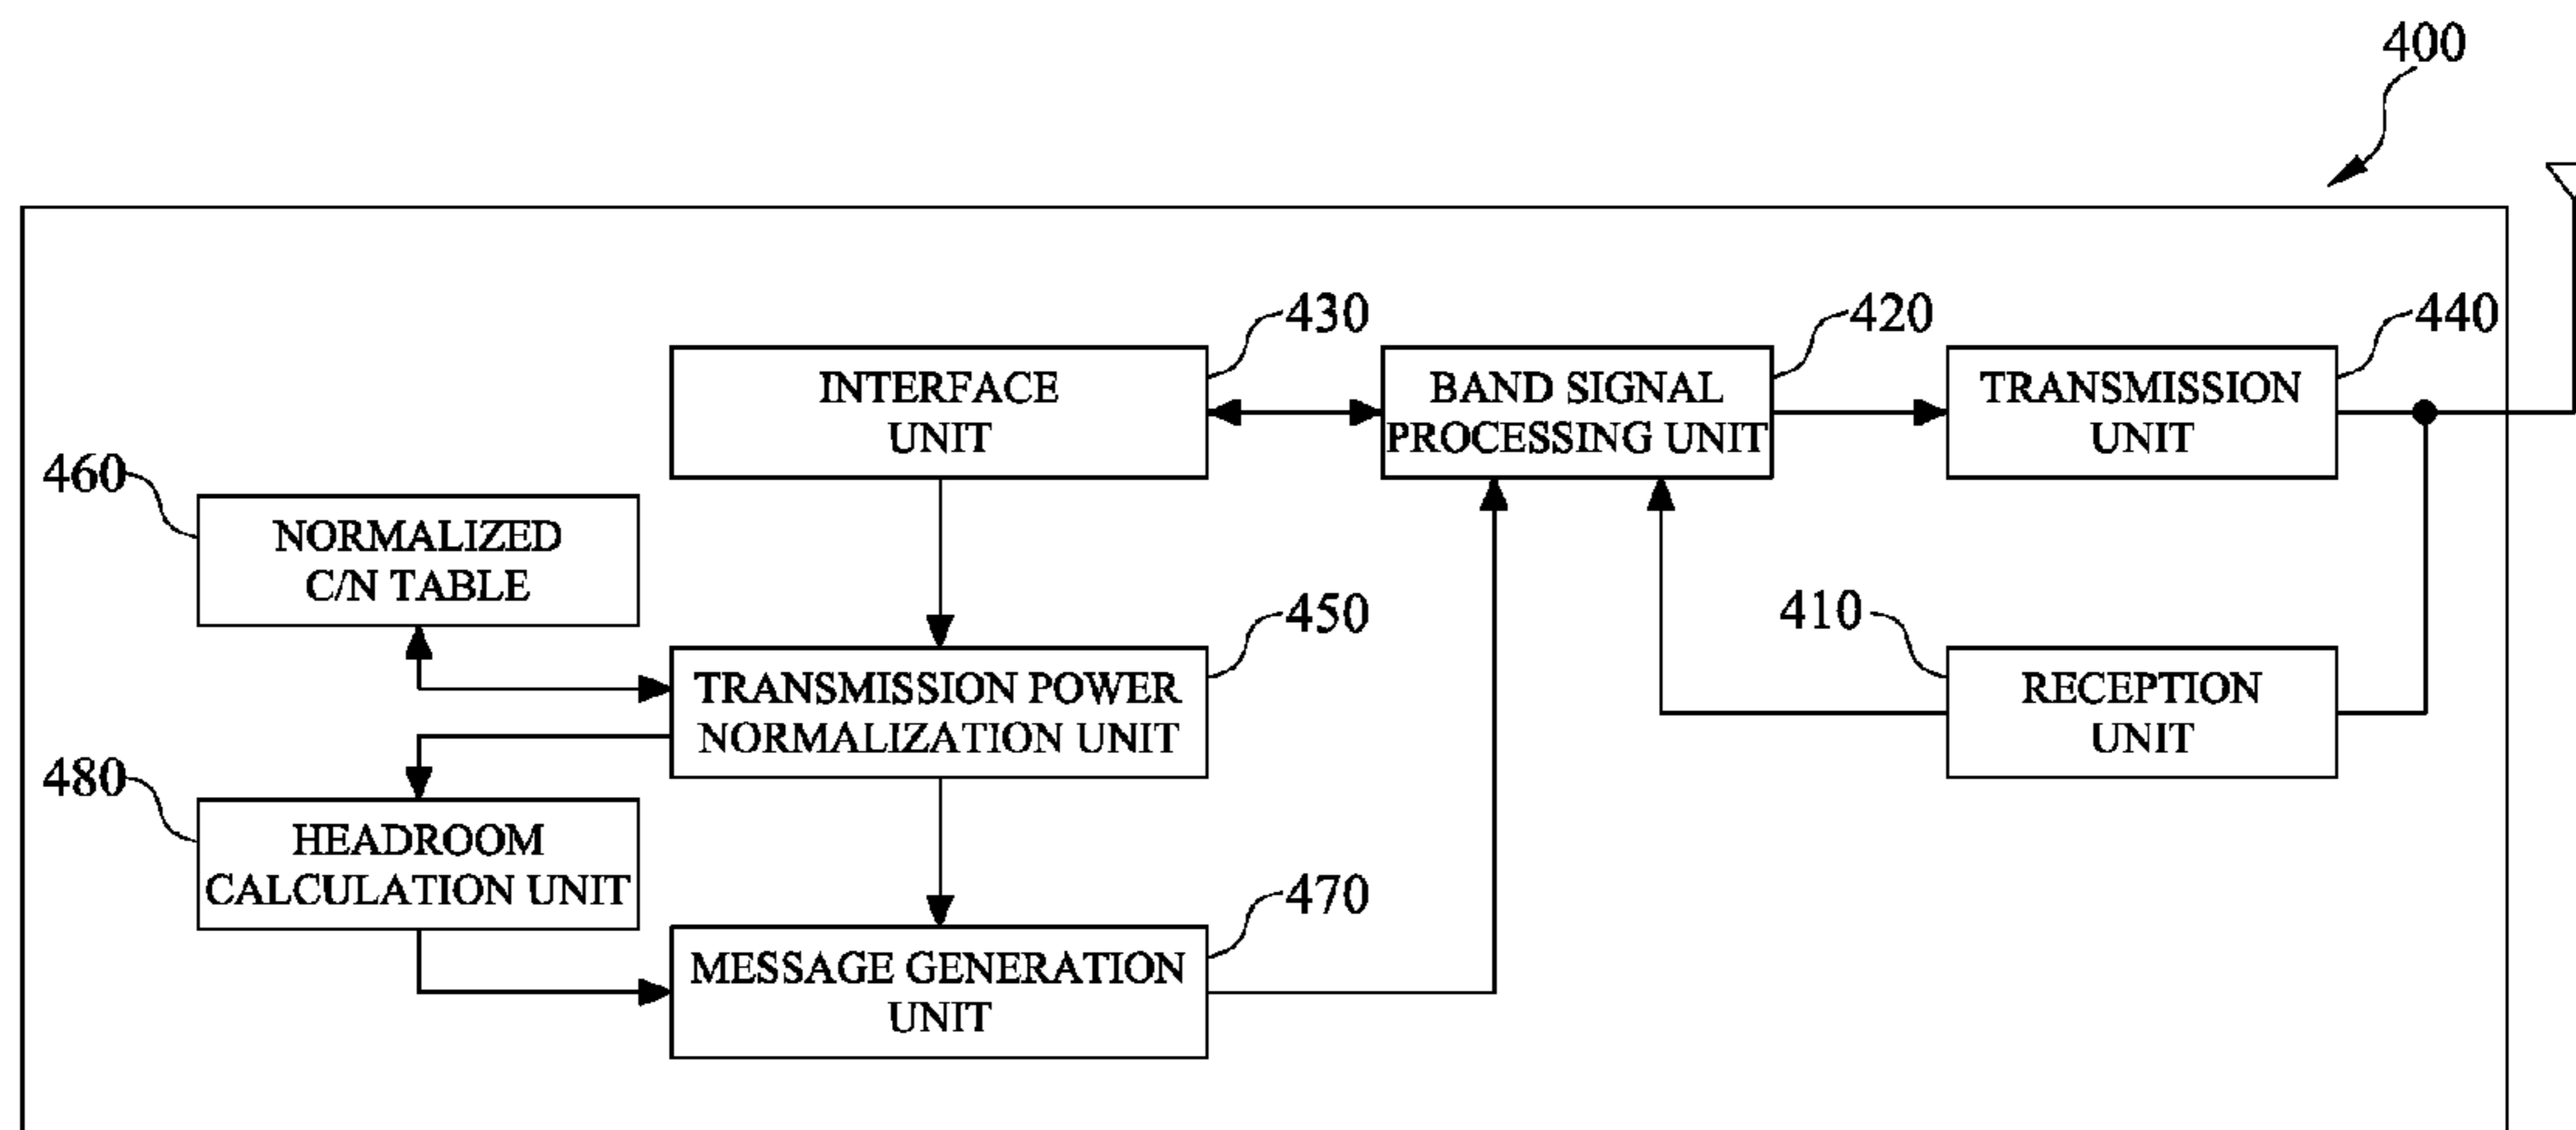 400
430
420
440
INTERFACE
UNIT
BAND SIGNAL
PROCESSING UNIT
TRANSMISSION
UNIT
460
NORMALIZED
C/N TABLE
450
410
TRANSMISSION POWER
NORMALIZATION UNIT
RECEPTION
UNIT
480
HEADROOM
CALCULATION UNIT
470
MESSAGE GENERATION
UNIT